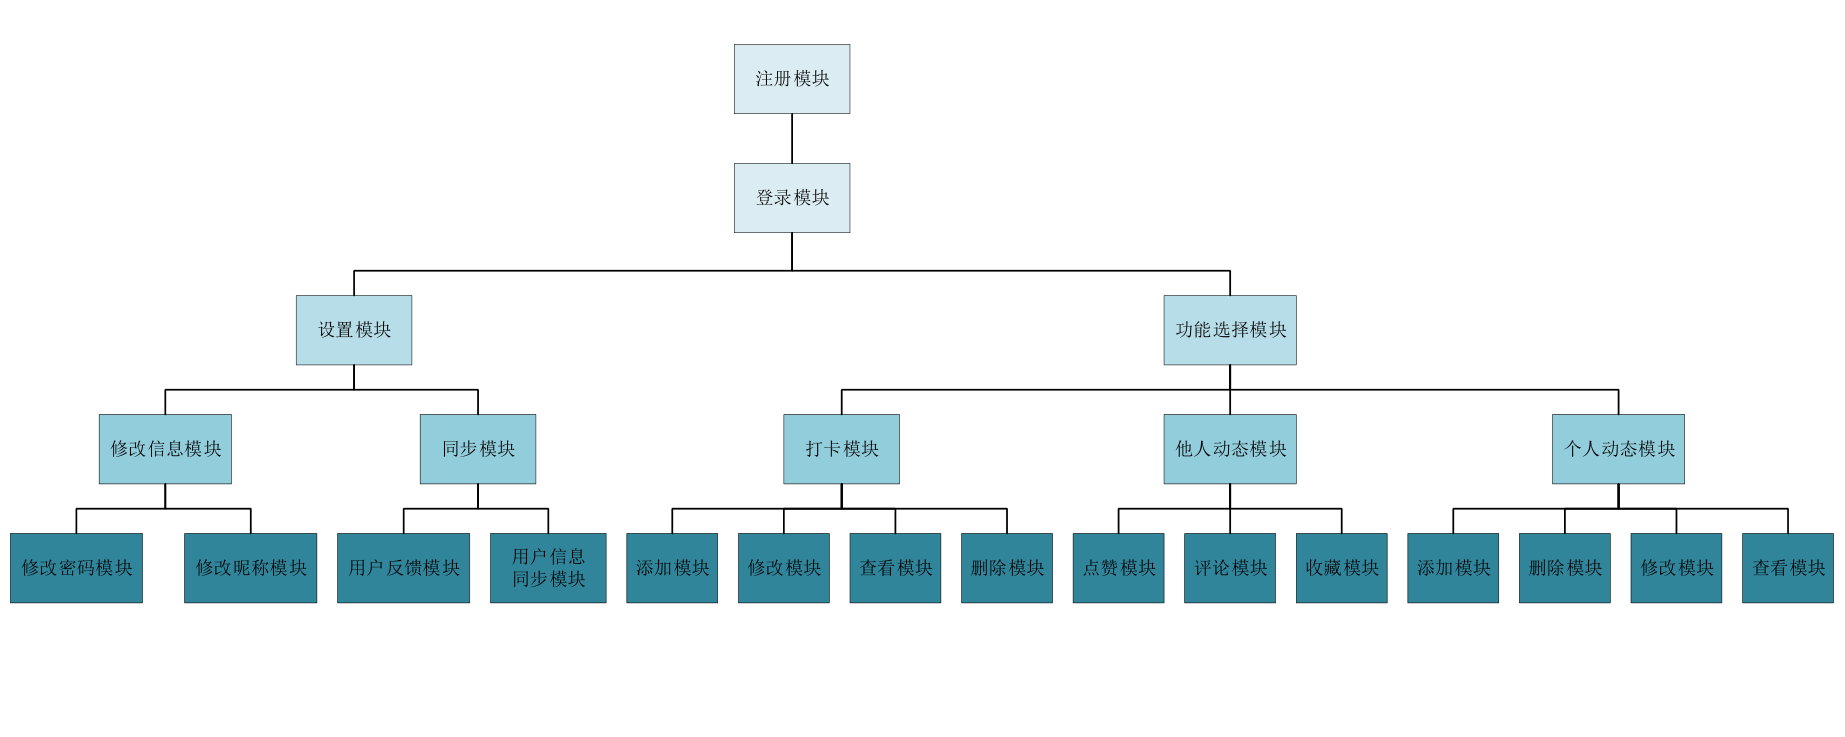 注册模块
登录模块
设置模块
功能选择模块
修改信息模块
同步模块
打卡模块
他人动态模块
个人动态模块
修改密码模块
修改昵称模块
用户反馈模块
用户信息
同步模块
添加模块
修改模块
查看模块
删除模块
点赞模块
评论模块
收藏模块
添加模块
删除模块
修改模块
查看模块